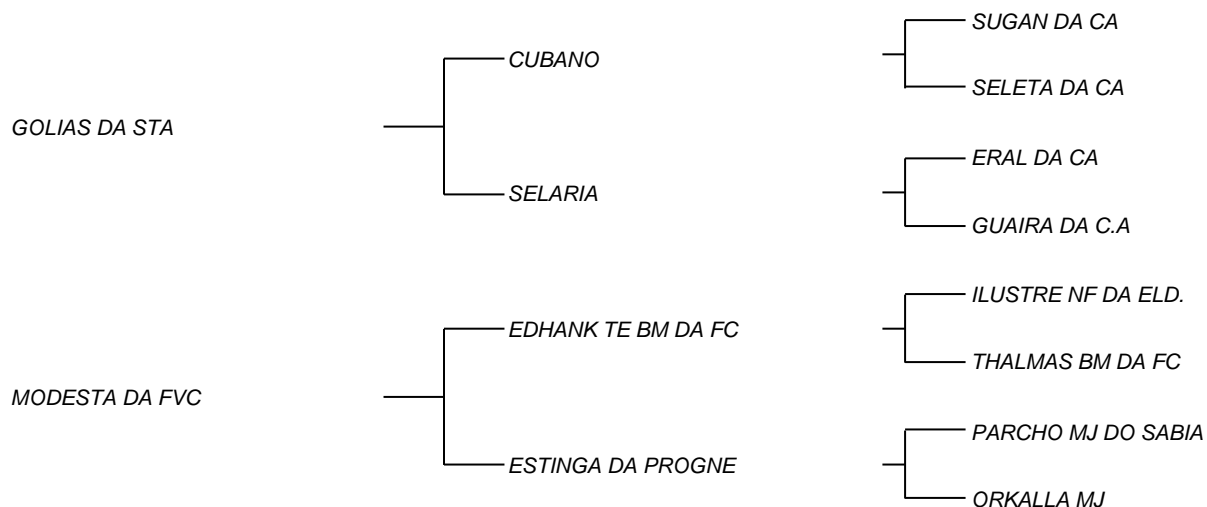 SUGAN DA CA
CUBANO
SELETA DA CA
GOLIAS DA STA
ERAL DA CA
SELARIA
GUAIRA DA C.A
ILUSTRE NF DA ELD.
EDHANK TE BM DA FC
THALMAS BM DA FC
MODESTA DA FVC
PARCHO MJ DO SABIA
ESTINGA DA PROGNE
ORKALLA MJ